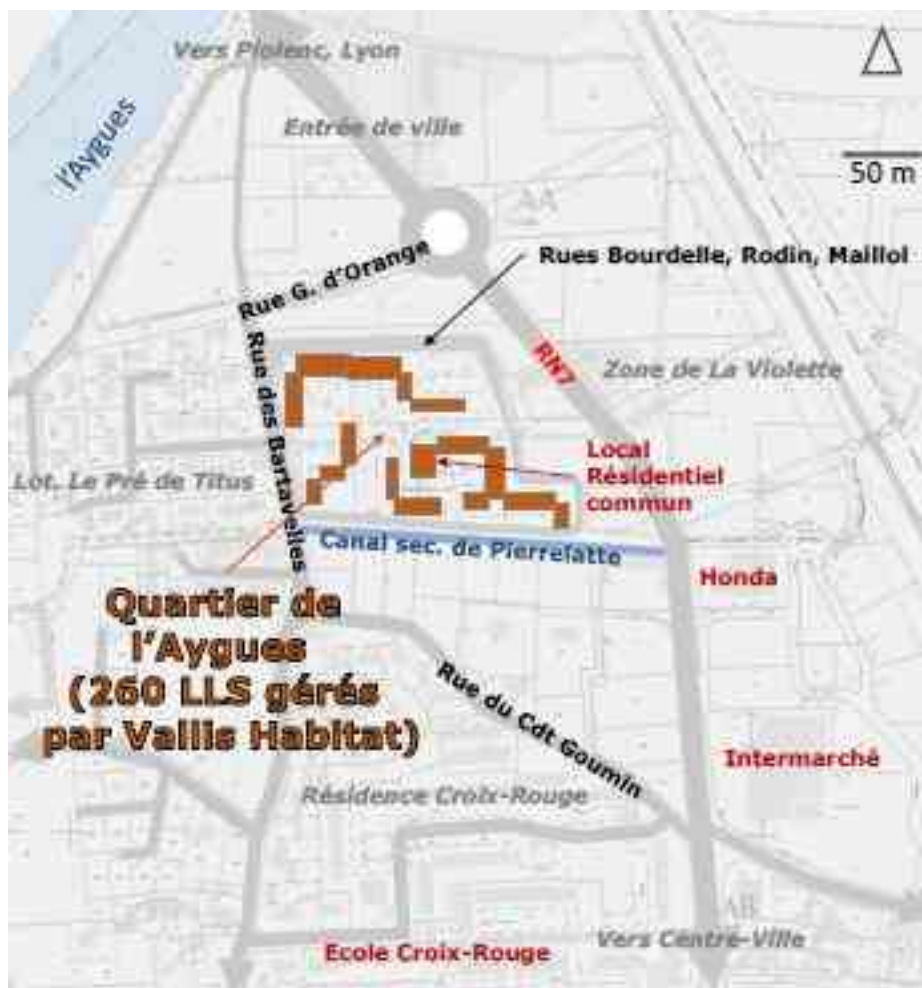 Vers Piolenc, Lyon
l'Aygues
Entrée de ville
50 m
Rue G. d'Orange
Rues Bourdelle, Rodin, Maillol
RN7
Zone de La Violette
Rue des Bartavelles
Local
Résidentiel
commun
Lot. Le Pré de Titus
Canal sec. de Pierrelatte
Honda
Quartier de
l'Aygues
(260 LLS gérés
par Vallis Habitat)
Rue du Cdt Goumin
Intermarché
Résidence Croix-Rouge
AB
Vers Centre-Ville
Ecole Croix-Rouge